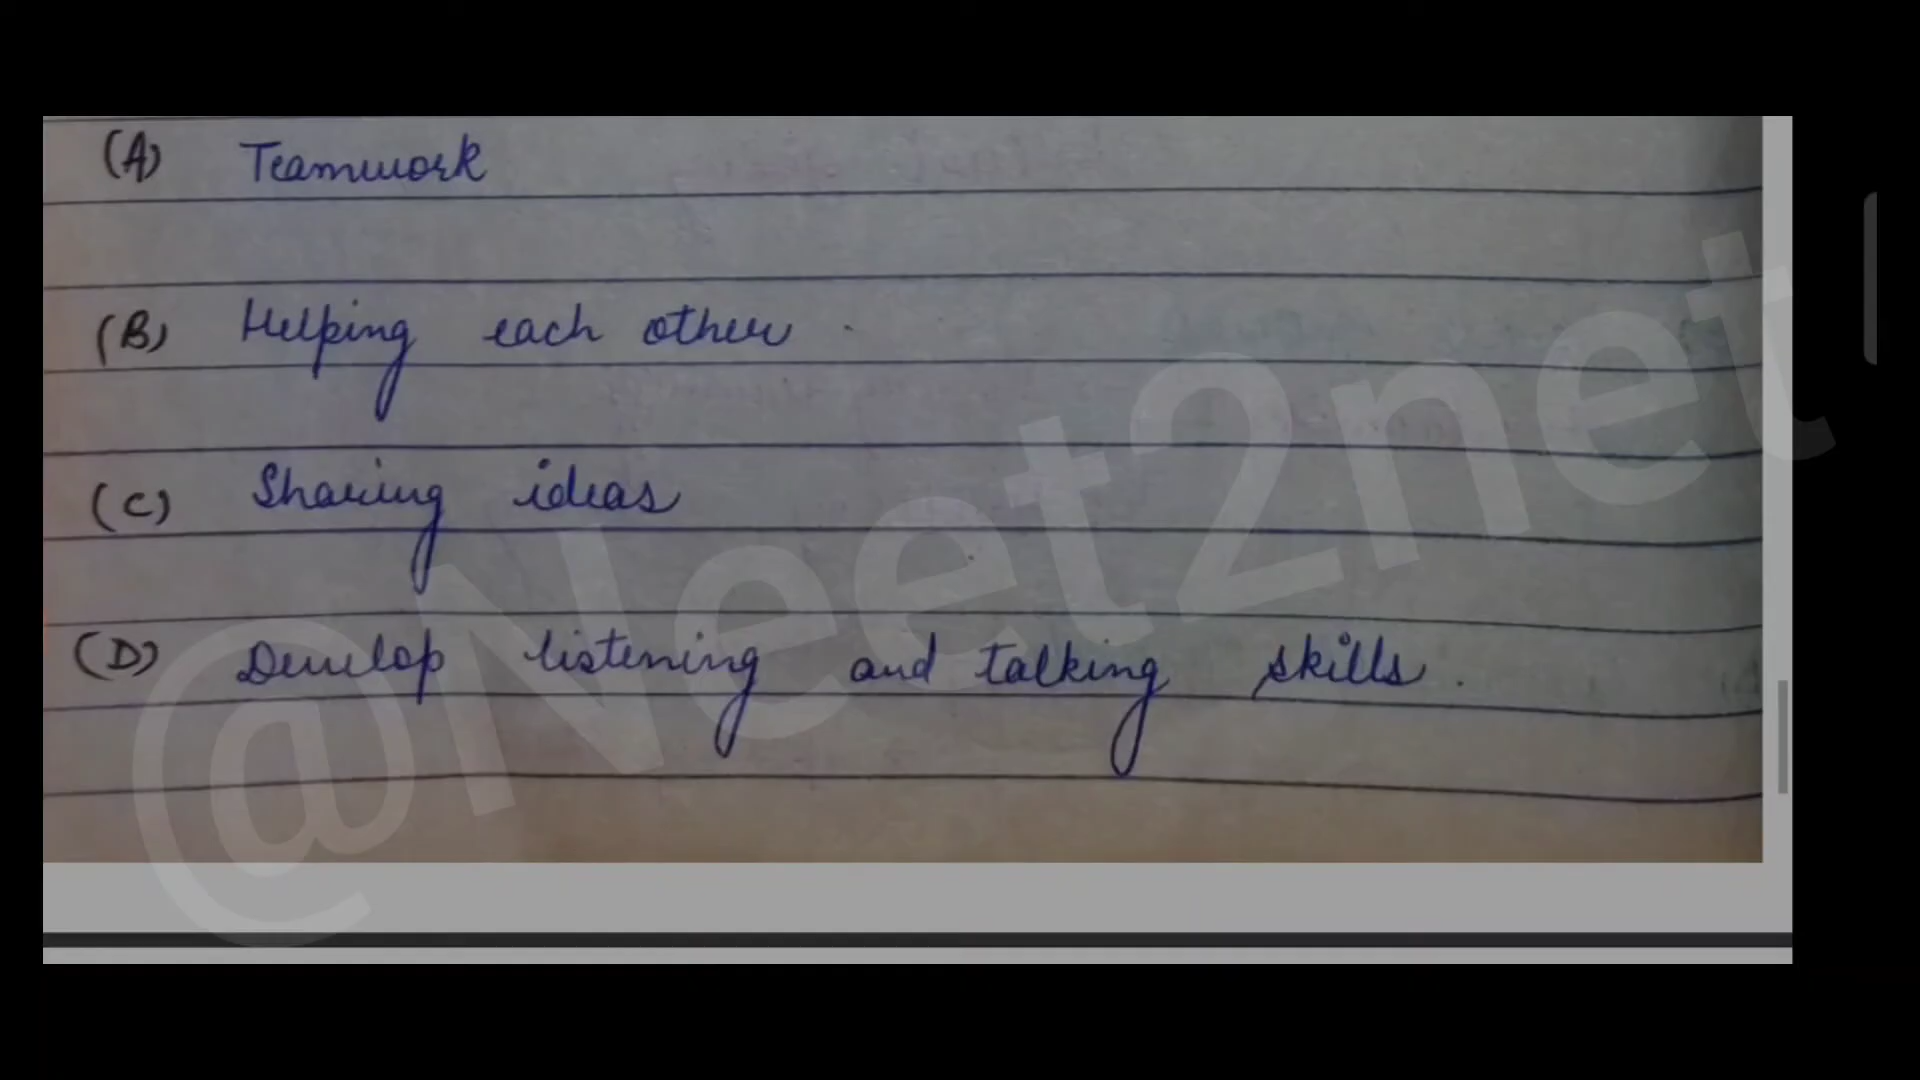 (A) Teamwork
(B) Helping each other
(C) Sharing ideas
(D) Develop listening and talking skills.
@Neet2net